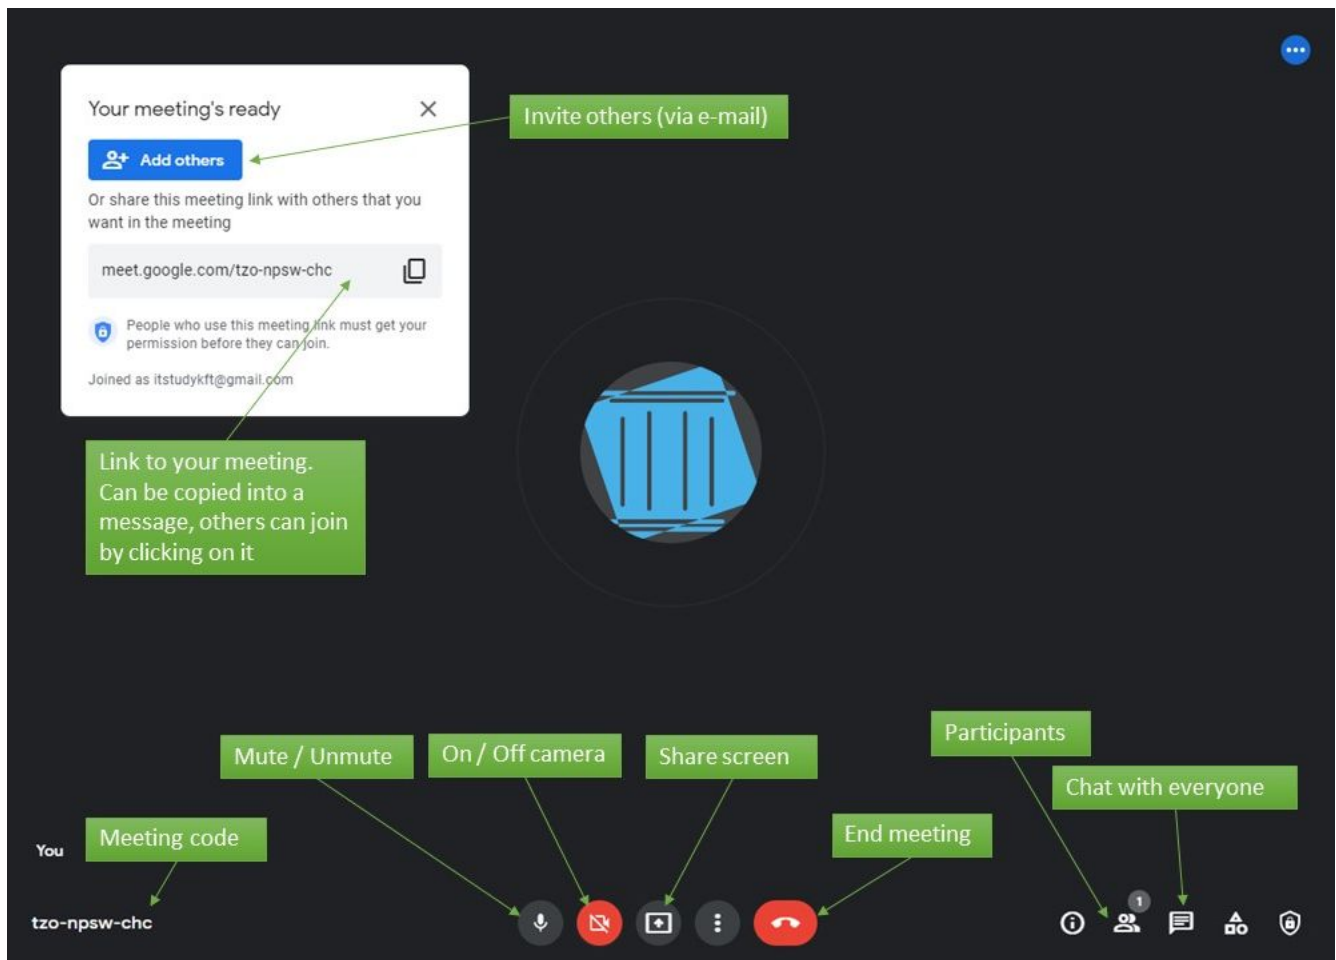 Your meeting's ready
Invite others (via e-mail)
Add others
Or share this meeting link with others that you
want in the meeting
meet.google.com/tzo-npsw-chc
People who use this meeting link must get your
permission before they can join.
Joined as itstudykft@gmail.com
Link to your meeting.
Can be copied into a
message, others can join
by clicking on it
Participants
Mute / Unmute
On / Off camera
Share screen
Chat with everyone
Meeting code
End meeting
You
1
tzo-npsw-chc